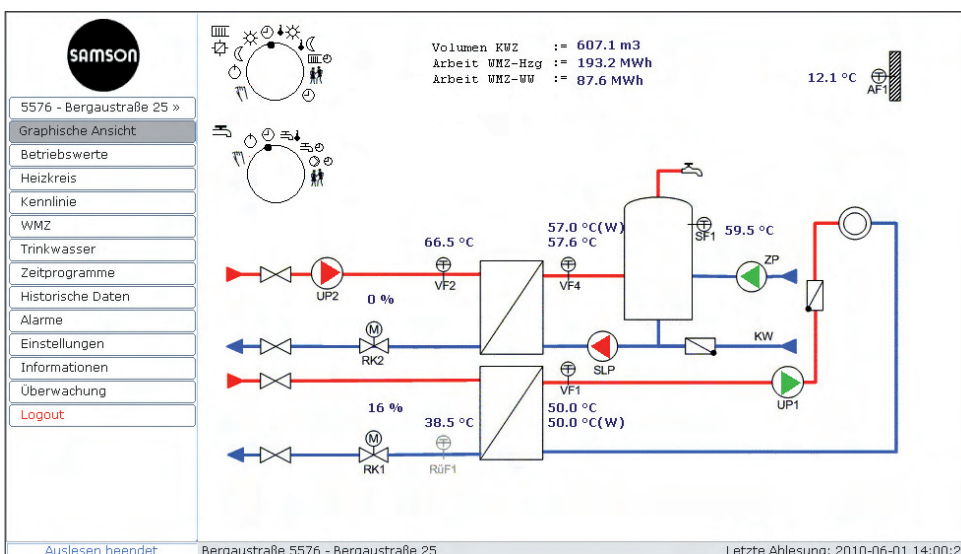 SAMSON
5576 - Bergaustraße 25 »
Graphische Ansicht
Betriebswerte
Heizkreis
Kennlinie
WMZ
Trinkwasser
Zeitprogramme
Historische Daten
Alarme
Einstellungen
Informationen
Überwachung
Logout
Auslesen beendet
Volumen KWZ := 607.1 m3
Arbeit WMZ-Hzg := 193.2 MWh
Arbeit WMZ-WW := 87.6 MWh
12.1 °C
AF1
57.0 °C(W)
66.5 °C
57.6 °C
SF1
59.5 °C
UP2
VF2
VF4
ZP
0 %
M
RK2
SLP
KW
VF1
UP1
16 %
50.0 °C
38.5 °C
50.0 °C(W)
M
RK1
RüF1
Bergaustraße 5576 - Bergaustraße 25
Letzte Ablesung: 2010-06-01 14:00:2